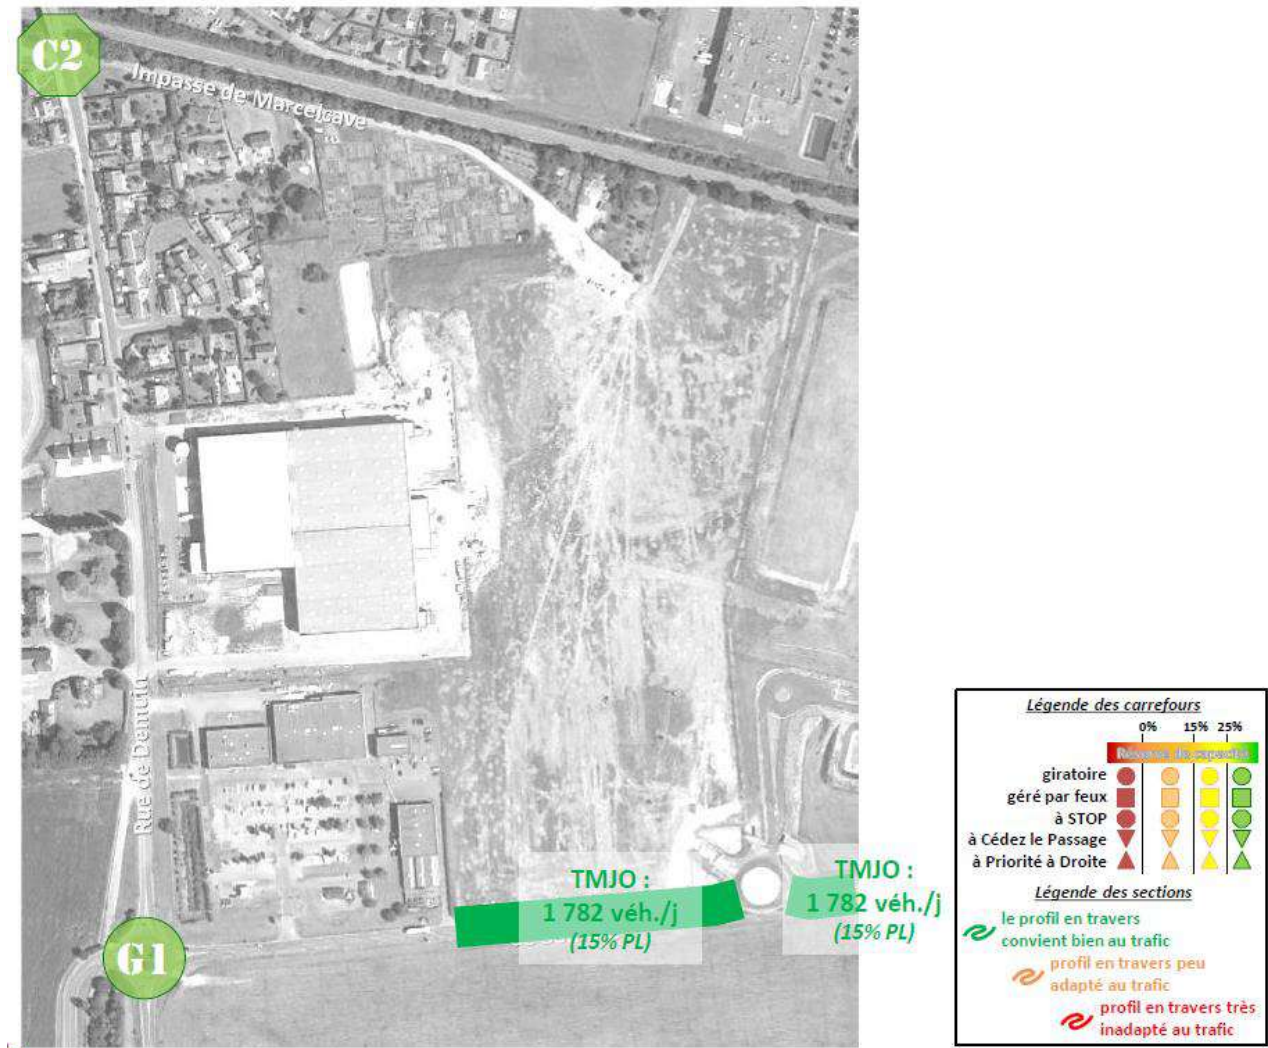 C2
Impasse de Marcelcave
Rue de Demuin
G1
TMJO :
1 782 véh./j
(15% PL)
TMJO :
1 782 véh./j
(15% PL)
Légende des carrefours
0% 15% 25%
Réserve de capacité
giratoire
géré par feux
à STOP
à Cédez le Passage
à Priorité à Droite
Légende des sections
le profil en travers
convient bien au trafic
profil en travers peu
adapté au trafic
profil en travers très
inadapté au trafic